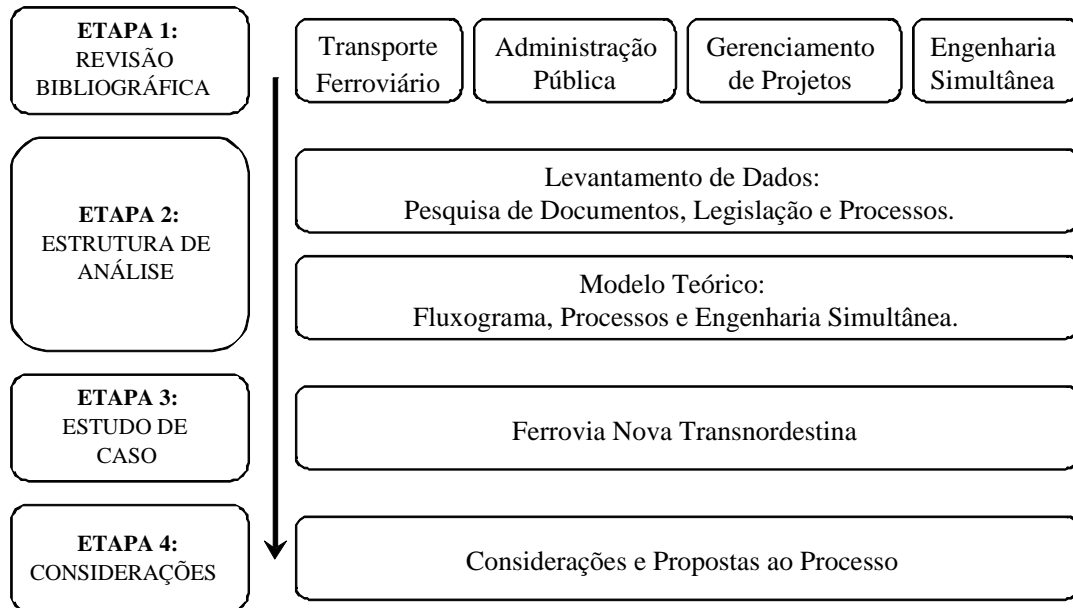 ETAPA 1:
REVISÃO
BIBLIOGRÁFICA
Transporte
Ferroviário
Administração
Pública
Gerenciamento
de Projetos
Engenharia
Simultânea
ETAPA 2:
ESTRUTURA DE
ANÁLISE
Levantamento de Dados:
Pesquisa de Documentos, Legislação e Processos.
Modelo Teórico:
Fluxograma, Processos e Engenharia Simultânea.
ETAPA 3:
ESTUDO DE
CASO
Ferrovia Nova Transnordestina
ETAPA 4:
CONSIDERAÇÕES
Considerações e Propostas ao Processo